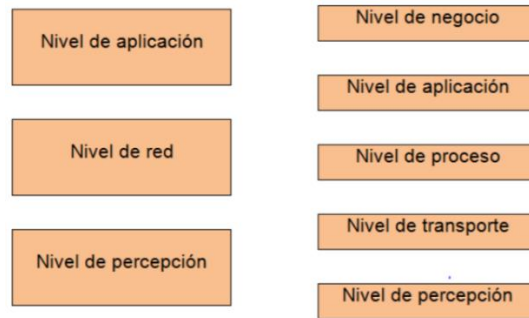 Nivel de aplicación
Nivel de red
Nivel de percepción
Nivel de negocio
Nivel de aplicación
Nivel de proceso
Nivel de transporte
Nivel de percepción